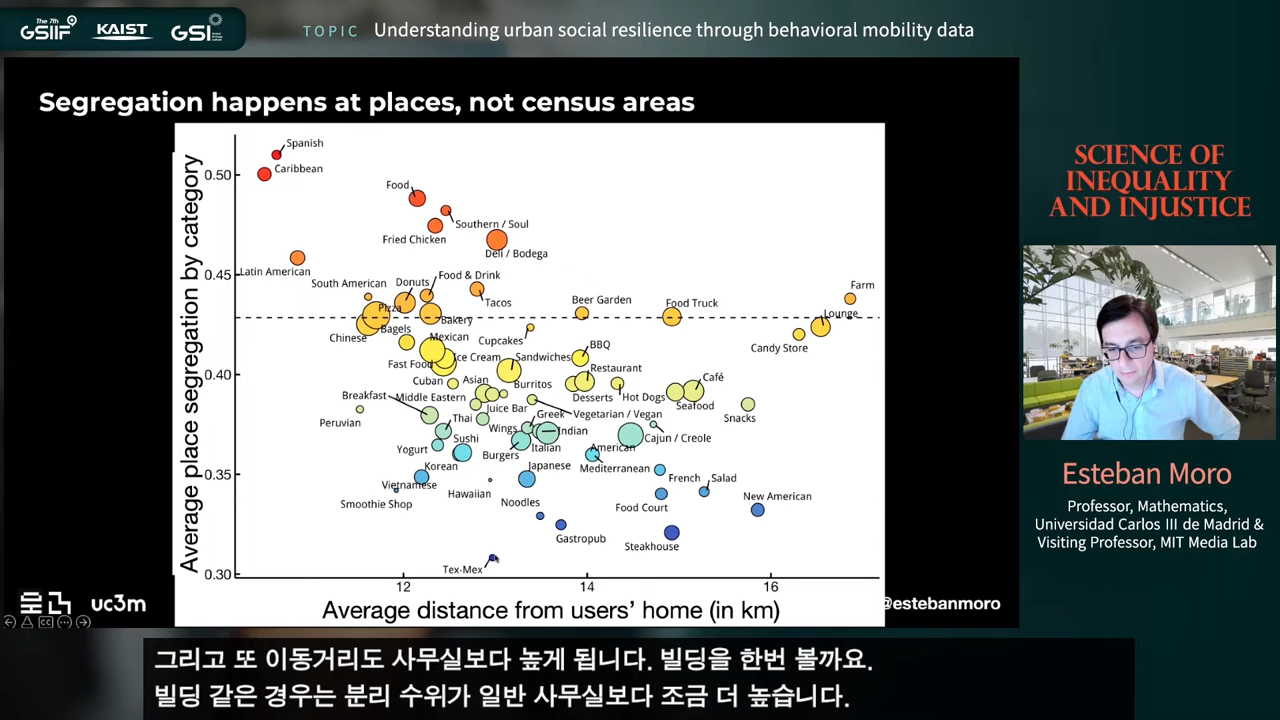 The 7th
GSIIF
KAIST
GSI
TOPIC Understanding urban social resilience through behavioral mobility data
Segregation happens at places, not census areas
Average place segregation by category
0.50
0.45
0.40
0.35
0.30
Spanish
Caribbean
Food
Southern / Soul
Fried Chicken
Deli / Bodega
Latin American
Food & Drink
South American
Donuts
Tacos
Farm
Beer Garden
Food Truck
Pizza
Lounge
Bakery
Bagels
Chinese
Mexican
Cupcakes
BBQ
Candy Store
Ice Cream
Sandwiches
Fast Food
Restaurant
Cuban
Asian
Burritos
Café
Breakfast
Middle Eastern
Desserts
Hot Dogs
Seafood
Snacks
Juice Bar
Vegetarian / Vegan
Peruvian
Thai
Greek
Wings
Indian
Sushi
Cajun / Creole
Yogurt
Italian
American
Burgers
Korean
Japanese
Mediterranean
Vietnamese
French
Salad
Hawaiian
Smoothie Shop
Noodles
Food Court
New American
Gastropub
Steakhouse
Tex-Mex
12
14
16
Average distance from users’ home (in km)
uc3m
@estebanmoro
SCIENCE OF
INEQUALITY
AND INJUSTICE
Esteban Moro
Professor, Mathematics,
Universidad Carlos III de Madrid &
Visiting Professor, MIT Media Lab
그리고 또 이동거리도 사무실보다 높게 됩니다. 빌딩을 한번 볼까요.
빌딩 같은 경우는 분리 수위가 일반 사무실보다 조금 더 높습니다.